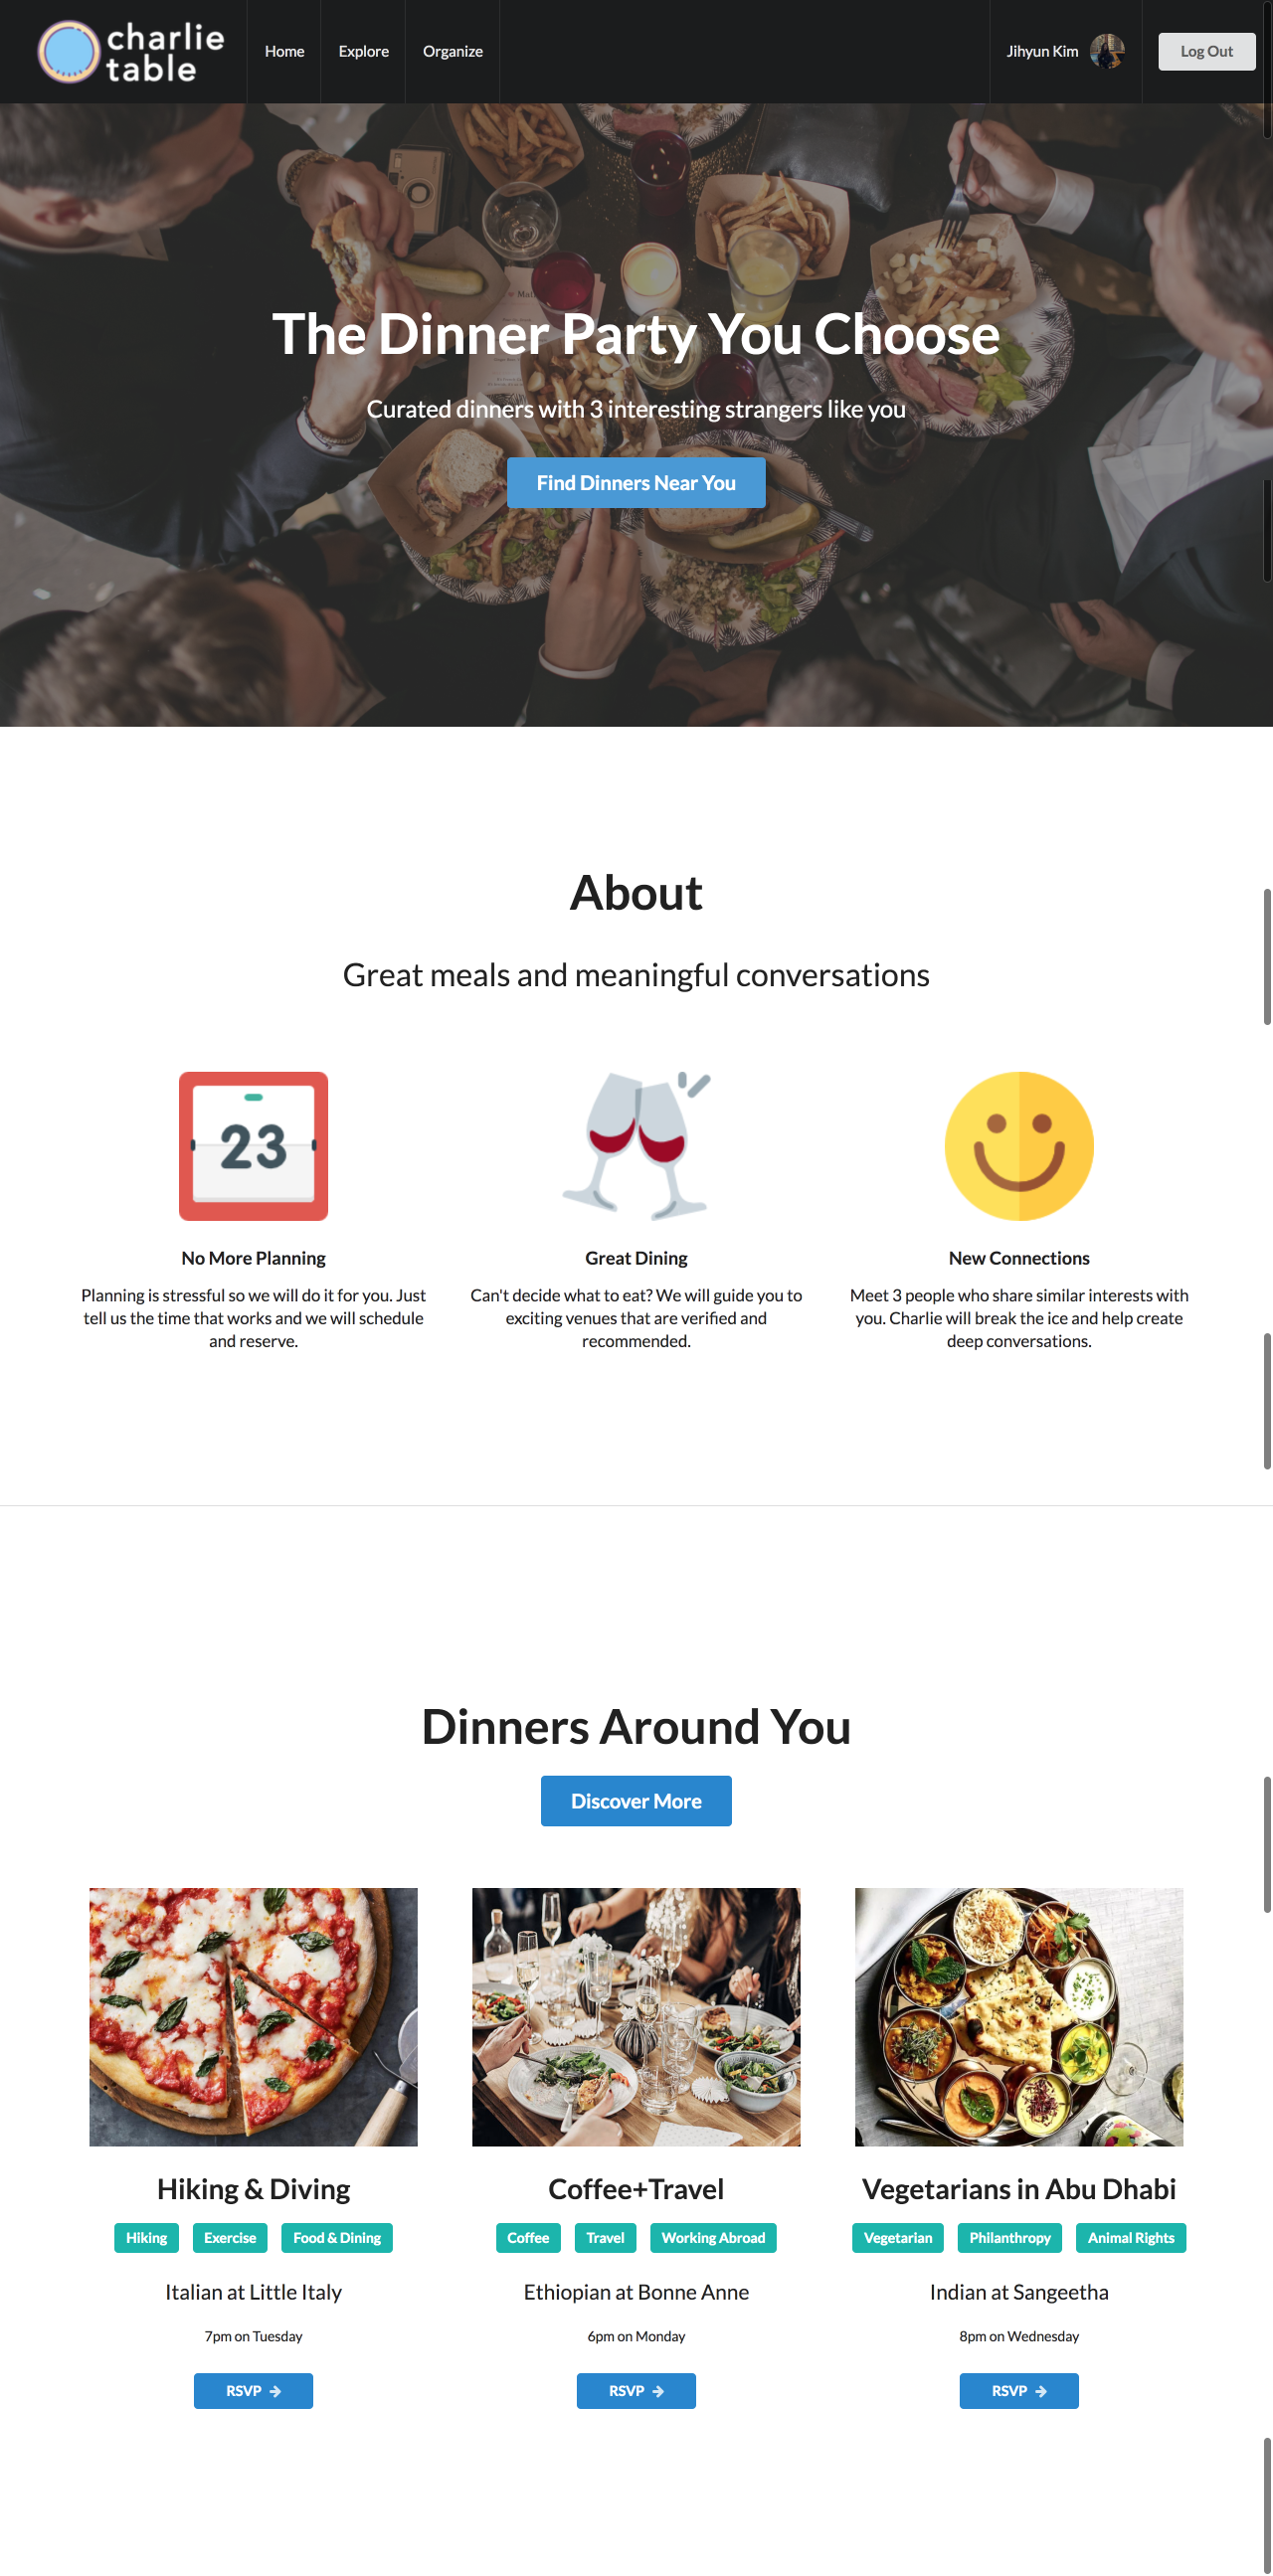 charlie
table
Home
Explore
Organize
Jihyun Kim
Log Out
The Dinner Party You Choose
Curated dinners with 3 interesting strangers like you
Find Dinners Near You
About
Great meals and meaningful conversations
23
No More Planning
Planning is stressful so we will do it for you. Just
tell us the time that works and we will schedule
and reserve.
Great Dining
Can't decide what to eat? We will guide you to
exciting venues that are verified and
recommended.
New Connections
Meet 3 people who share similar interests with
you. Charlie will break the ice and help create
deep conversations.
Dinners Around You
Discover More
Hiking & Diving
Hiking
Exercise
Food & Dining
Italian at Little Italy
7pm on Tuesday
RSVP
Coffee+Travel
Coffee
Travel
Working Abroad
Ethiopian at Bonne Anne
6pm on Monday
RSVP
Vegetarians in Abu Dhabi
Vegetarian
Philanthropy
Animal Rights
Indian at Sangeetha
8pm on Wednesday
RSVP